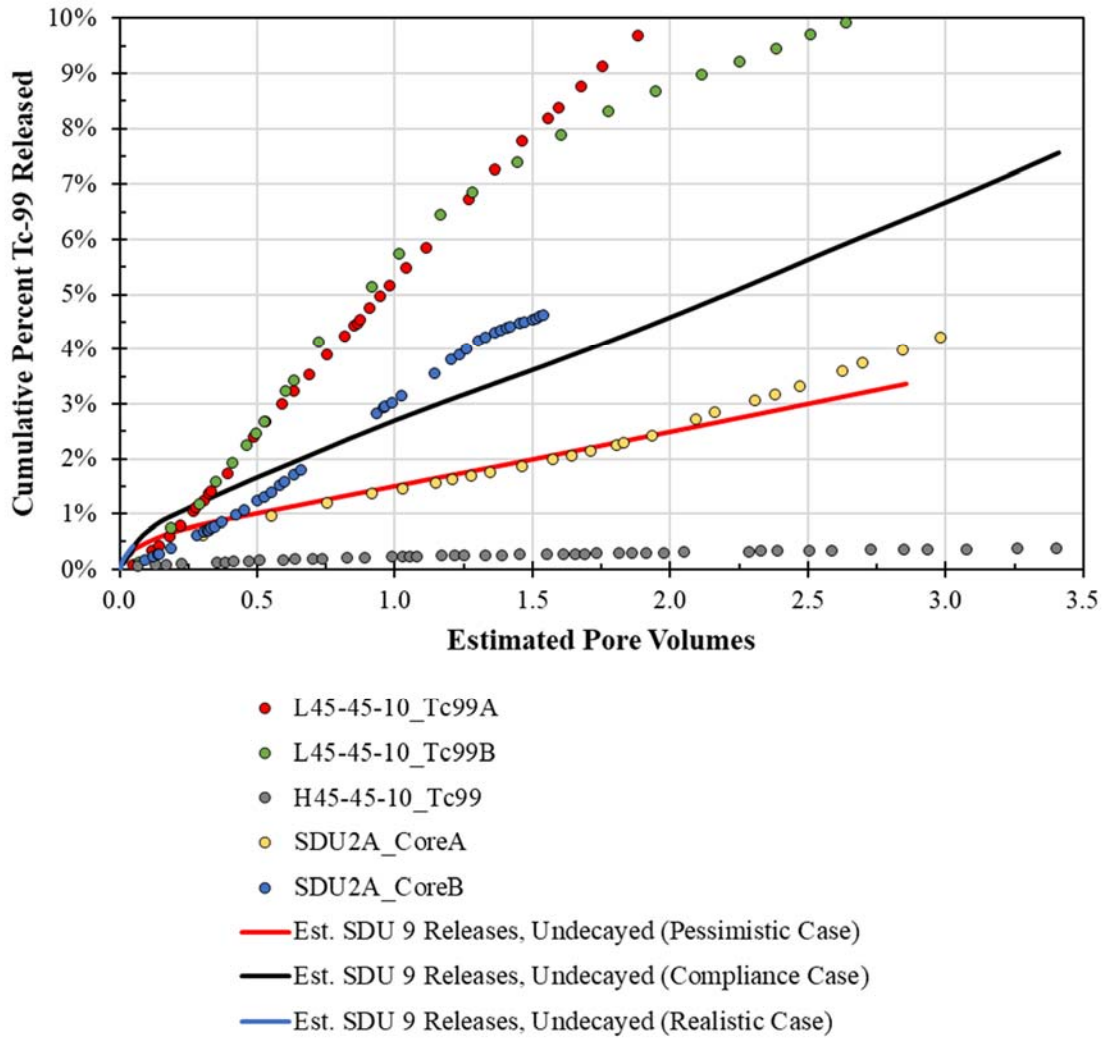 10%
9%
8%
7%
6%
5%
4%
3%
2%
1%
0%
Cumulative Percent Tc-99 Released
0.0 0.5 1.0 1.5 2.0 2.5 3.0 3.5
Estimated Pore Volumes
L45-45-10_Tc99A
L45-45-10_Tc99B
H45-45-10_Tc99
SDU2A_CoreA
SDU2A_CoreB
Est. SDU 9 Releases, Undecayed (Pessimistic Case)
Est. SDU 9 Releases, Undecayed (Compliance Case)
Est. SDU 9 Releases, Undecayed (Realistic Case)